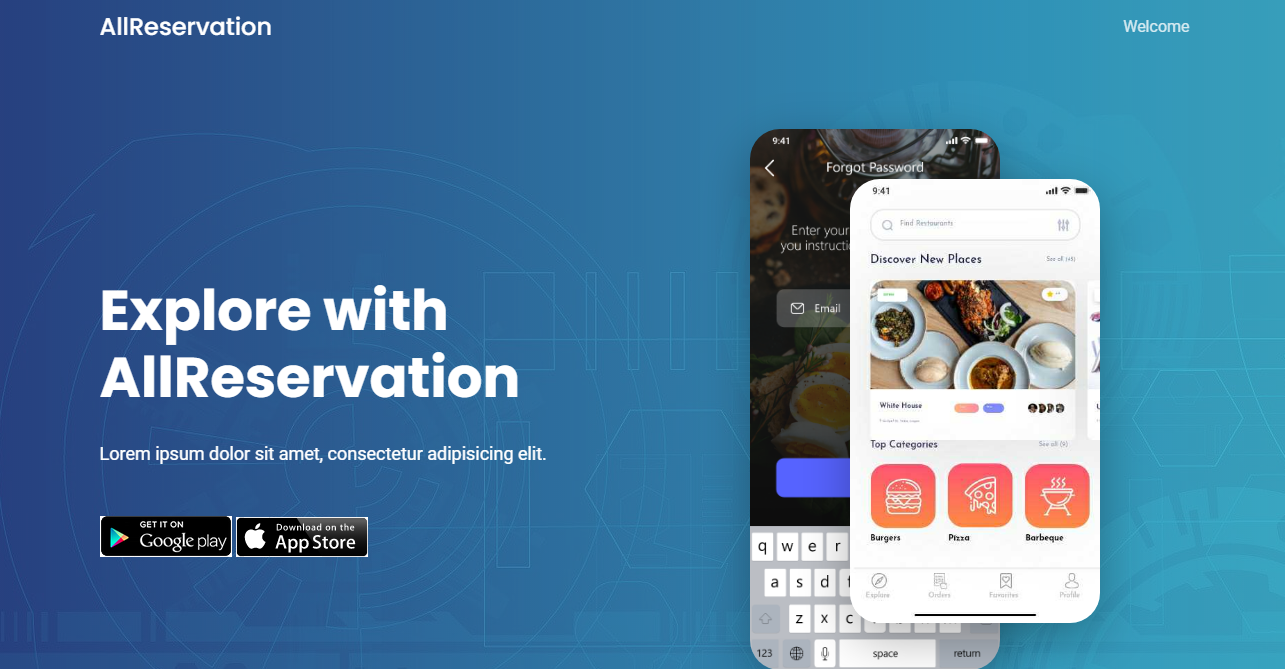 AllReservation
Welcome
Explore with
AllReservation
Lorem ipsum dolor sit amet, consectetur adipisicing elit.
GET IT ON
Google play
Download on the
App Store
9:41
Forgot Password
Enter your
you instructi
Email
q w e r
a s d f
z x c
123
space
return
9:41
Find Restaurants
Discover New Places
See all (45)
White House
Top Categories
See all (9)
Burgers
Pizza
Barbeque
Explore
Orders
Favorites
Profile